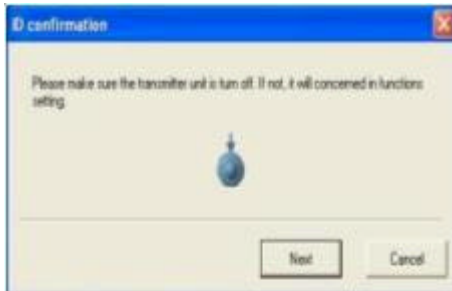 ID confirmation
Please make sure the transmitter unit is turn off. If not, it will concerned in functions
setting.
Next
Cancel